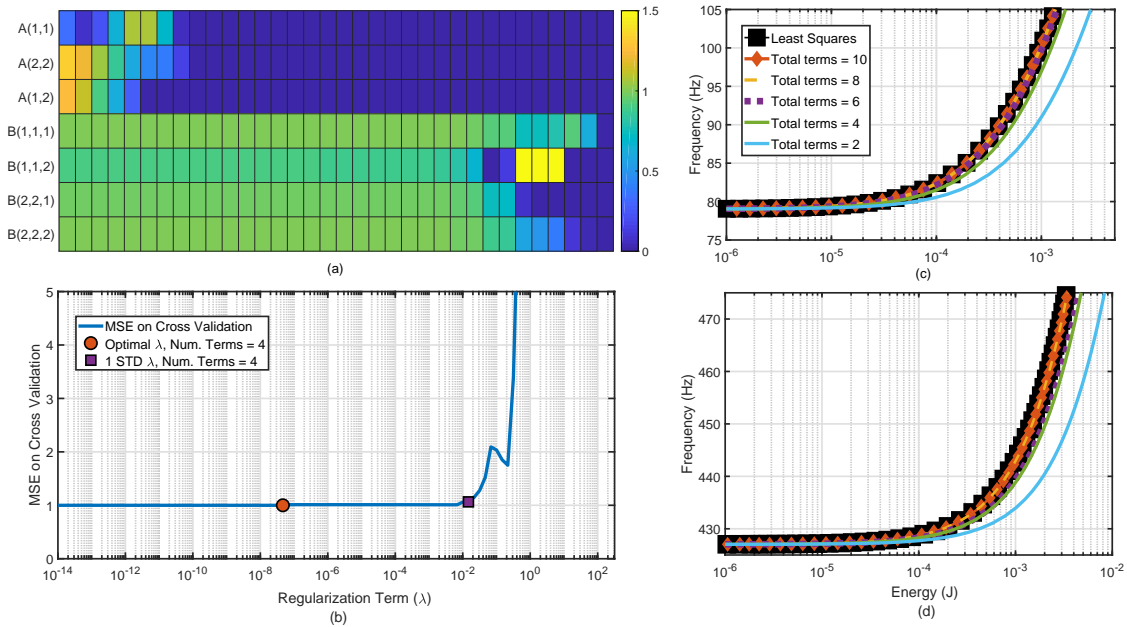 A(1,1)
A(2,2)
A(1,2)
B(1,1,1)
B(1,1,2)
B(2,2,1)
B(2,2,2)
1.5
1
0.5
0
(a)
MSE on Cross Validation
5
4
3
2
1
0
MSE on Cross Validation
Optimal λ, Num. Terms = 4
1 STD λ, Num. Terms = 4
10-14 10-12 10-10 10-8 10-6 10-4 10-2 100 102
Regularization Term (λ)
(b)
Frequency (Hz)
105
100
95
90
85
80
75
Least Squares
Total terms = 10
Total terms = 8
Total terms = 6
Total terms = 4
Total terms = 2
10-6 10-5 10-4 10-3
(c)
Frequency (Hz)
470
460
450
440
430
10-6 10-5 10-4 10-3 10-2
Energy (J)
(d)